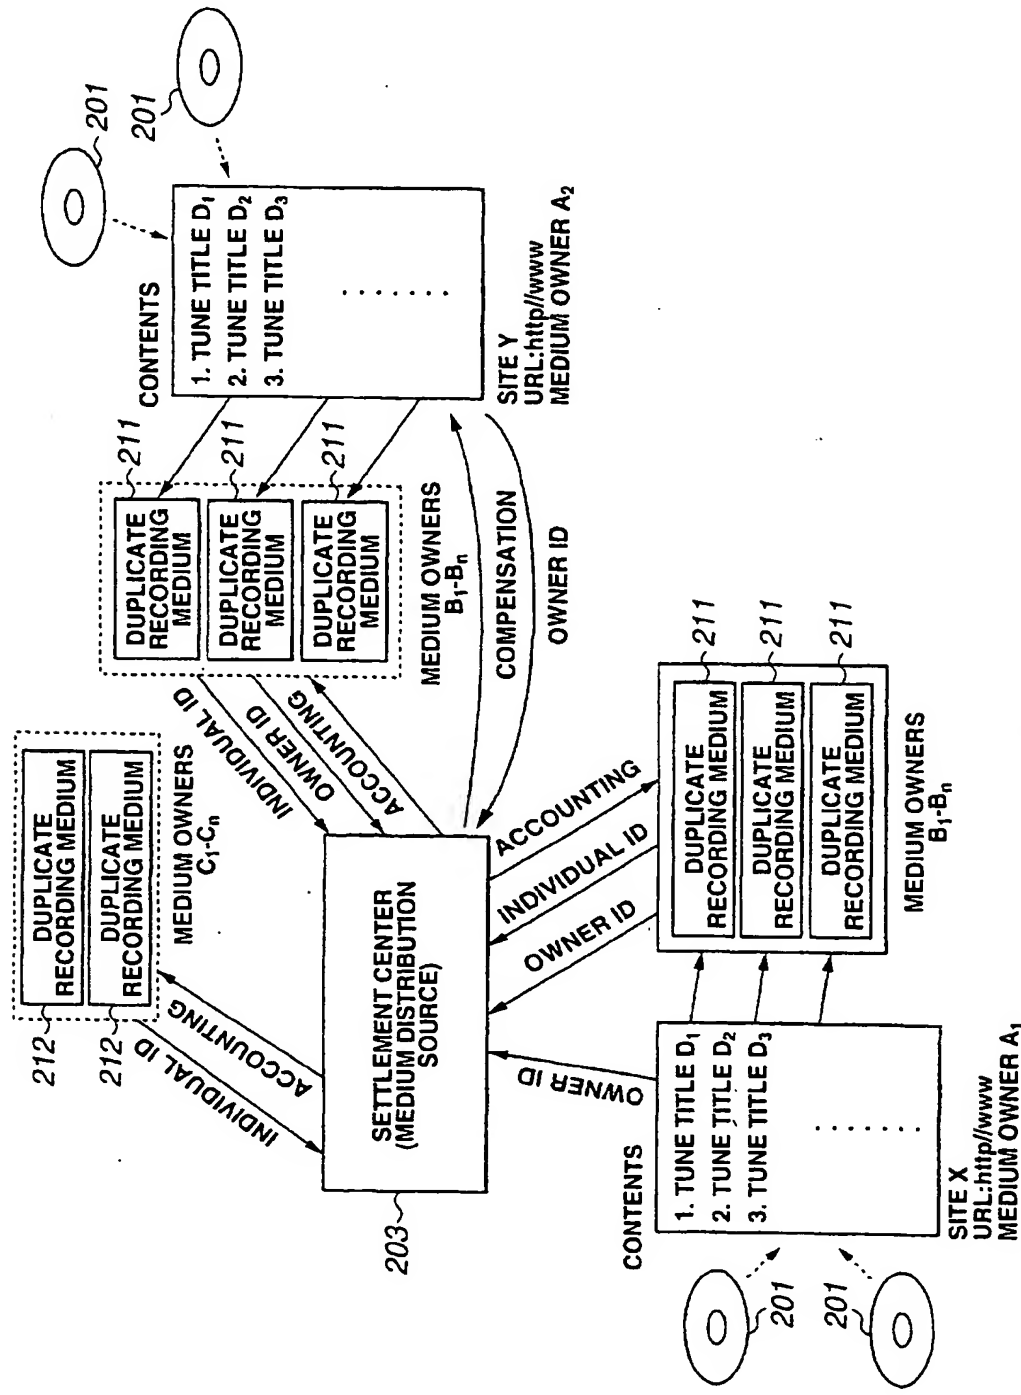 201
201
CONTENTS
1. TUNE TITLE D1
2. TUNE TITLE D2
3. TUNE TITLE D3
. . . . . . .
SITE Y
URL:http//www
MEDIUM OWNER A2
211
211
211
DUPLICATE
RECORDING
MEDIUM
DUPLICATE
RECORDING
MEDIUM
DUPLICATE
RECORDING
MEDIUM
MEDIUM OWNERS
B1-Bn
COMPENSATION
OWNER ID
INDIVIDUAL ID
OWNER ID
ACCOUNTING
DUPLICATE
RECORDING MEDIUM
DUPLICATE
RECORDING MEDIUM
212
212
MEDIUM OWNERS
C1-Cn
ACCOUNTING
INDIVIDUAL ID
SETTLEMENT CENTER
(MEDIUM DISTRIBUTION
SOURCE)
203
ACCOUNTING
INDIVIDUAL ID
OWNER ID
211
211
211
DUPLICATE
RECORDING MEDIUM
DUPLICATE
RECORDING MEDIUM
DUPLICATE
RECORDING MEDIUM
MEDIUM OWNERS
B1-Bn
OWNER ID
CONTENTS
1. TUNE TITLE D1
2. TUNE TITLE D2
3. TUNE TITLE D3
. . . . . . .
SITE X
URL:http//www
MEDIUM OWNER A1
201
201